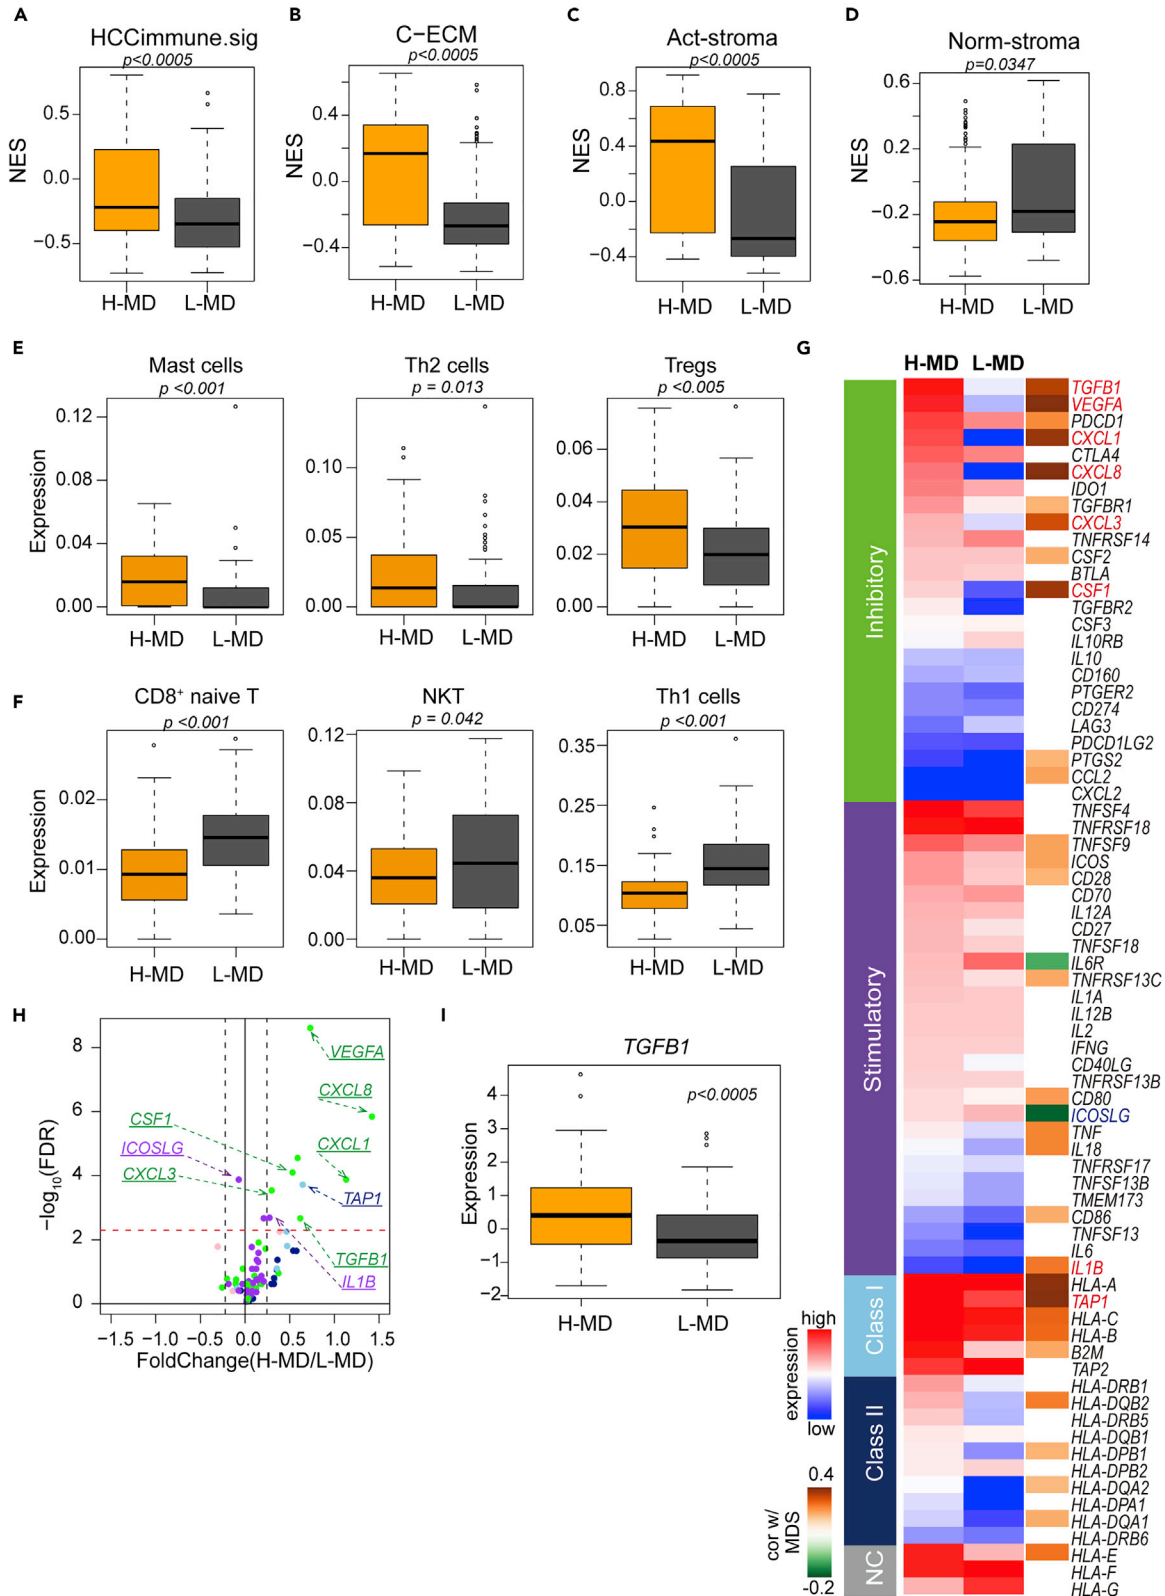 A
HCCimmune.sig
p<0.0005
NES
0.5
0.0
−0.5
H-MD
L-MD
B
C−ECM
p<0.0005
NES
0.4
0.0
−0.4
H-MD
L-MD
C
Act-stroma
p<0.0005
NES
0.8
0.4
0.0
−0.4
H-MD
L-MD
D
Norm-stroma
p=0.0347
NES
0.6
0.2
−0.2
−0.6
H-MD
L-MD
E
Mast cells
p <0.001
Expression
0.12
0.04
0.00
H-MD
L-MD
Th2 cells
p = 0.013
0.10
0.04
0.00
H-MD
L-MD
Tregs
p <0.005
0.06
0.04
0.02
0.00
H-MD
L-MD
F
CD8+ naive T
p <0.001
Expression
0.02
0.01
0.00
H-MD
L-MD
NKT
p = 0.042
0.12
0.08
0.04
0.00
H-MD
L-MD
Th1 cells
p <0.001
0.35
0.25
0.15
0.05
H-MD
L-MD
G
H-MD L-MD
Inhibitory
TGFB1
VEGFA
PDCD1
CXCL1
CTLA4
CXCL8
IDO1
TGFBR1
CXCL3
TNFRSF14
CSF2
BTLA
CSF1
TGFBR2
CSF3
IL10RB
IL10
CD160
PTGER2
CD274
LAG3
PDCD1LG2
PTGS2
CCL2
CXCL2
Stimulatory
TNFSF4
TNFRSF18
TNFSF9
ICOS
CD28
CD70
IL12A
CD27
TNFSF18
IL6R
TNFRSF13C
IL1A
IL12B
IL2
IFNG
CD40LG
TNFRSF13B
CD80
ICOSLG
TNF
IL18
TNFRSF17
TNFSF13B
TMEM173
CD86
TNFSF13
IL6
IL1B
Class I
HLA-A
TAP1
HLA-C
HLA-B
B2M
TAP2
Class II
HLA-DRB1
HLA-DQB2
HLA-DRB5
HLA-DQB1
HLA-DPB1
HLA-DPB2
HLA-DQA2
HLA-DPA1
HLA-DQA1
HLA-DRB6
NC
HLA-E
HLA-F
HLA-G
high
expression
low
0.4
cor w/
MDS
-0.2
H
−log10(FDR)
8
6
4
2
0
VEGFA
CXCL8
CSF1
ICOSLG
CXCL1
CXCL3
TAP1
TGFB1
IL1B
−1.5
−1.0
−0.5
0.0
0.5
1.0
1.5
FoldChange(H-MD/L-MD)
I
TGFB1
p<0.0005
Expression
4
3
2
1
0
−1
−2
H-MD
L-MD